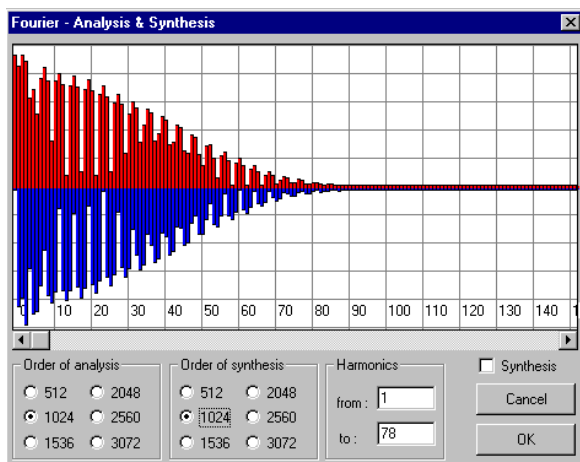 Fourier - Analysis & Synthesis
10 20 30 40 50 60 70 80 90 100 110 120 130 140
Order of analysis
512 2048
1024 2560
1536 3072
Order of synthesis
512 2048
1024 2560
1536 3072
Harmonics
from : 1
to : 78
Synthesis
Cancel
OK